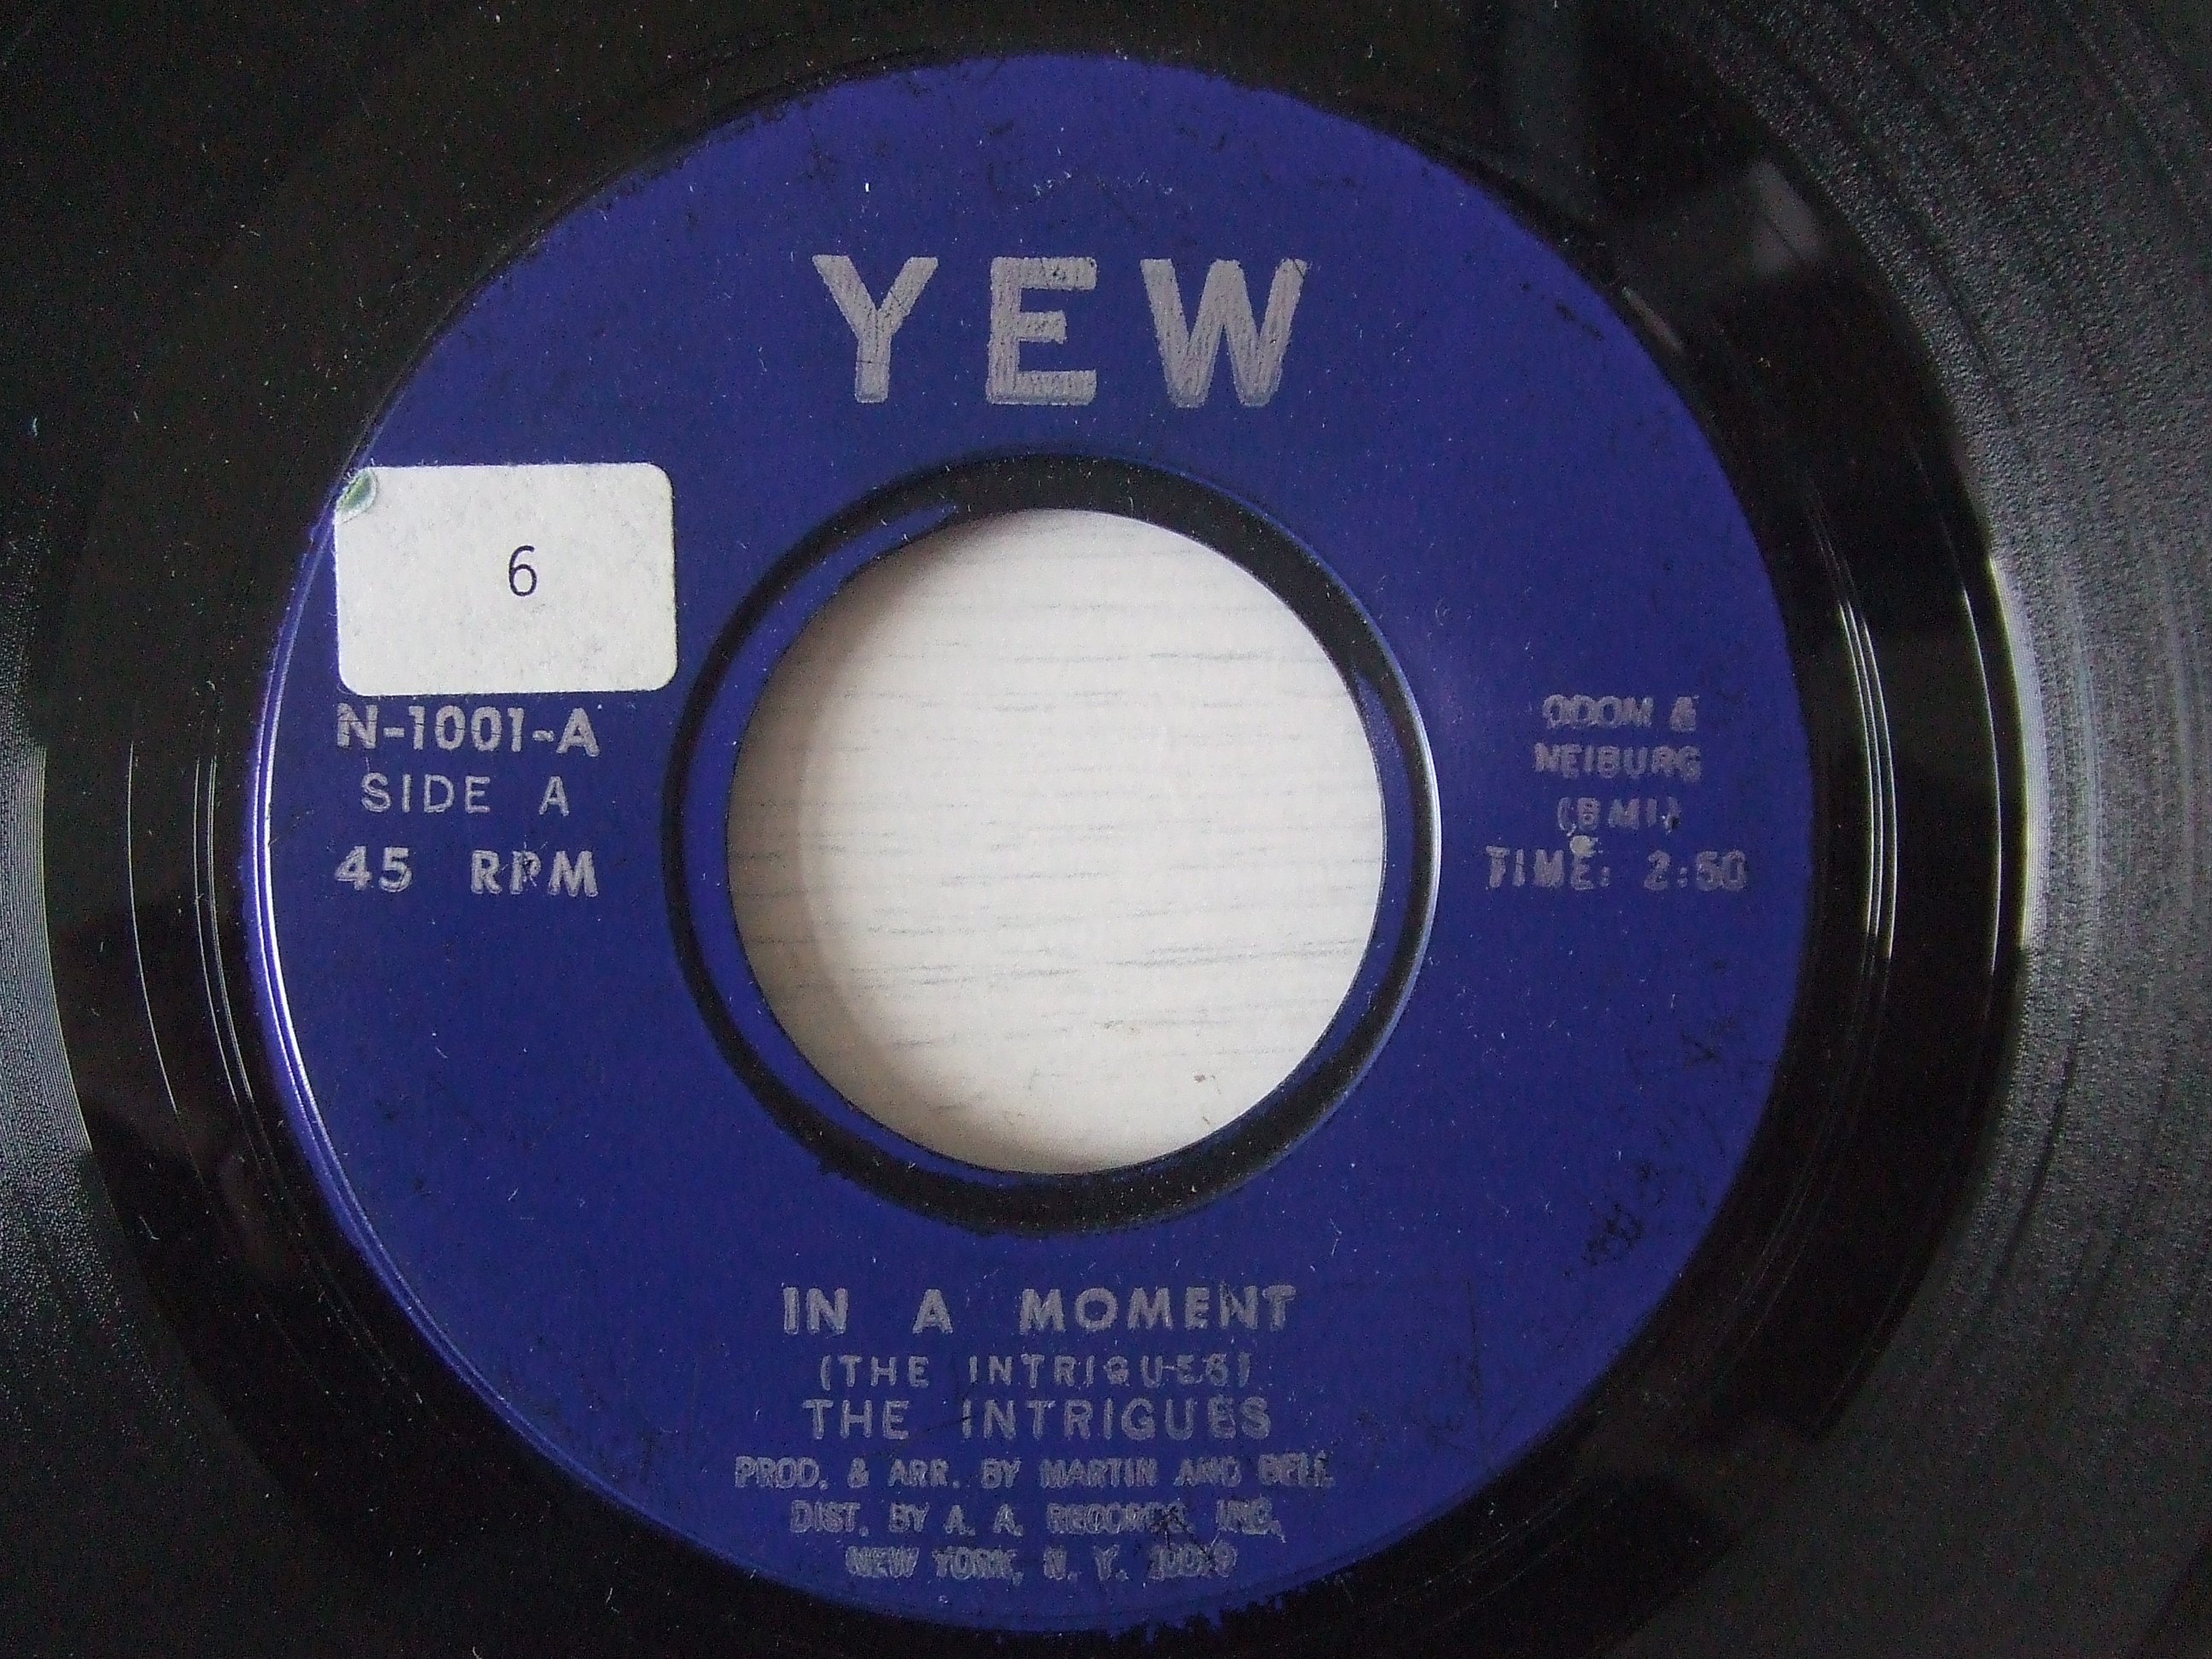 YEW
6
N-1001-A
SIDE A
45 RPM
ODOM &
NEIBURG
(BMI)
TIME: 2:50
IN A MOMENT
(THE INTRIGUES)
THE INTRIGUES
PROD. & ARR. BY MARTIN AND BELL
DIST. BY A. A. RECORDS, INC.
NEW YORK, N. Y.